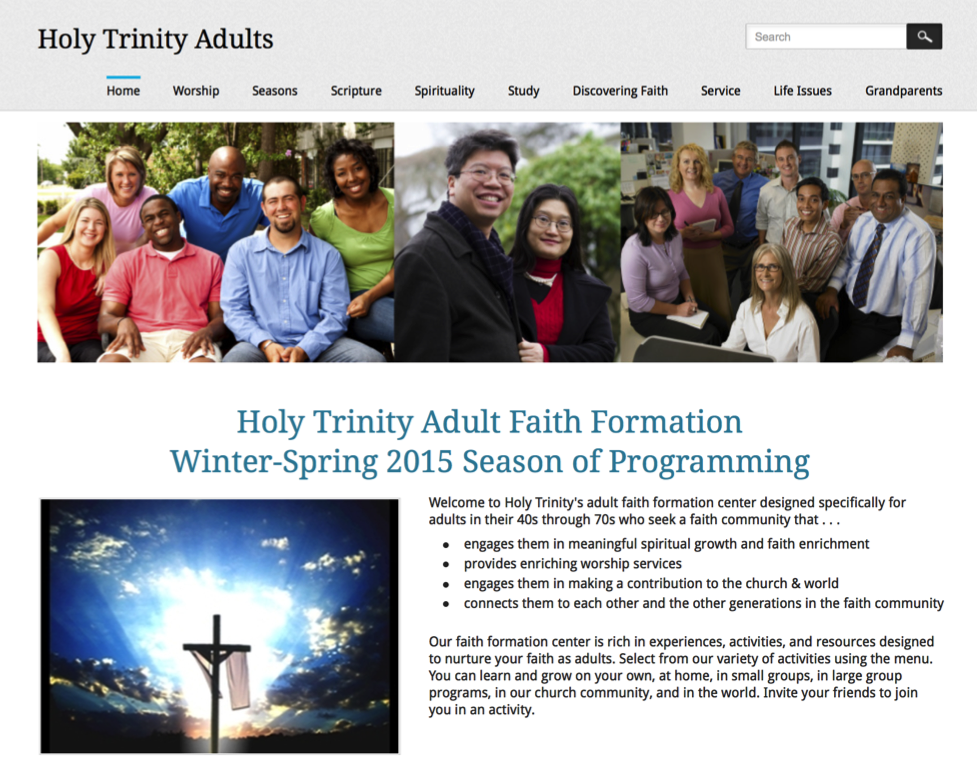 Holy Trinity Adults
Search
Home Worship Seasons Scripture Spirituality Study Discovering Faith Service Life Issues Grandparents
Holy Trinity Adult Faith Formation
Winter-Spring 2015 Season of Programming
Welcome to Holy Trinity's adult faith formation center designed specifically for
adults in their 40s through 70s who seek a faith community that . . .
• engages them in meaningful spiritual growth and faith enrichment
• provides enriching worship services
• engages them in making a contribution to the church & world
• connects them to each other and the other generations in the faith community
Our faith formation center is rich in experiences, activities, and resources designed
to nurture your faith as adults. Select from our variety of activities using the menu.
You can learn and grow on your own, at home, in small groups, in large group
programs, in our church community, and in the world. Invite your friends to join
you in an activity.